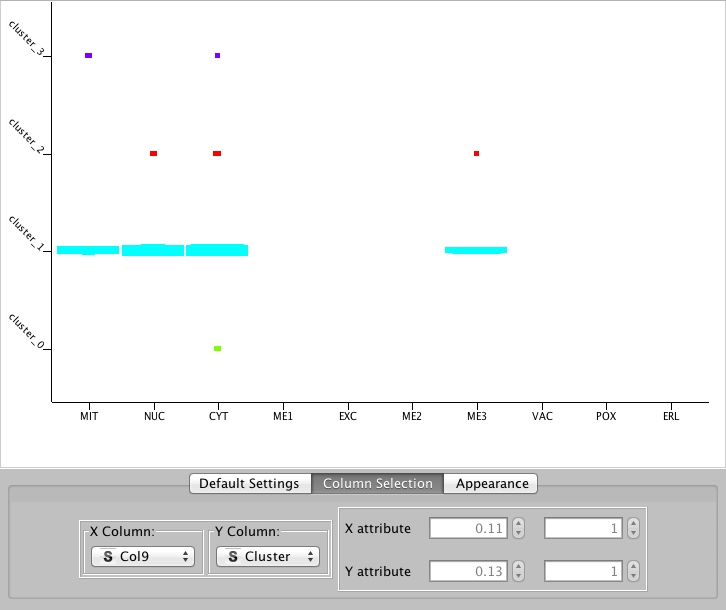 cluster_3
cluster_2
cluster_1
cluster_0
MIT NUC CYT ME1 EXC ME2 ME3 VAC POX ERL
Default Settings Column Selection Appearance
X Column: Y Column:
S Col9 S Cluster
X attribute 0.11 1
Y attribute 0.13 1